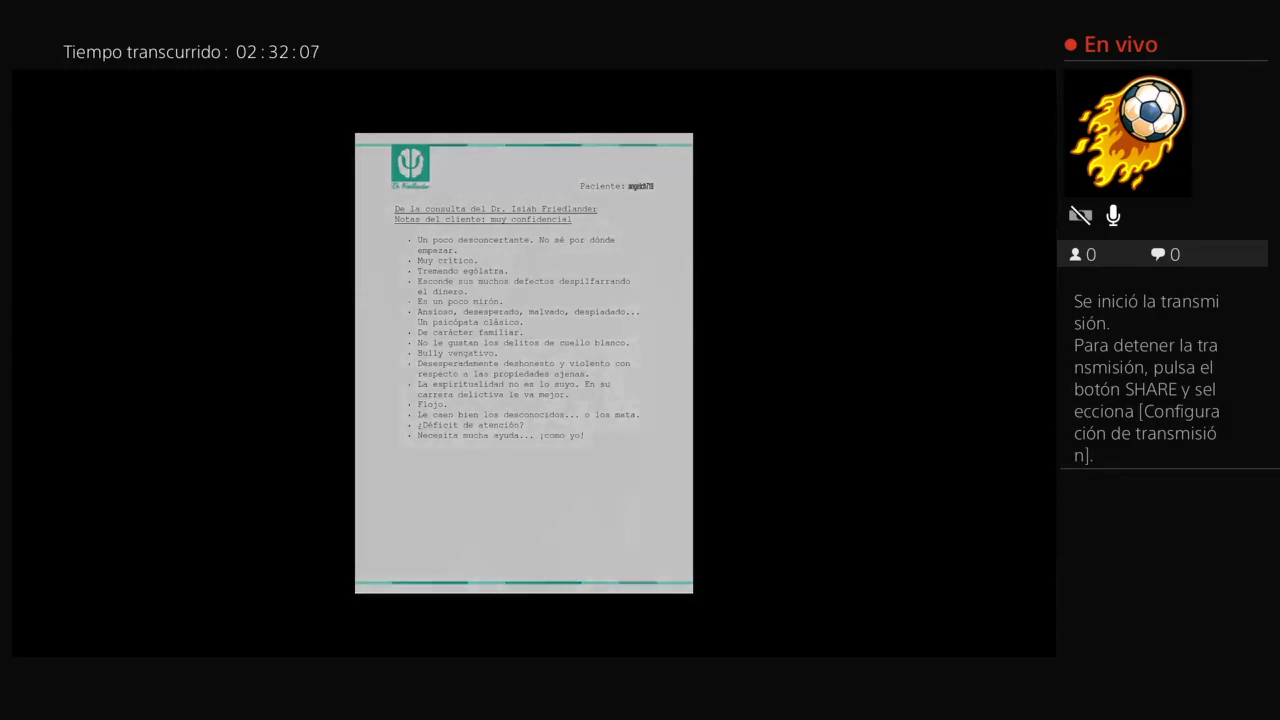 Tiempo transcurrido: 02:32:07
En vivo
Dr. Friedlander
Paciente: angelich719
De la consulta del Dr. Isiah Friedlander
Notas del cliente: muy confidencial
• Un poco desconcertante. No sé por dónde
empezar.
• Muy crítico.
• Tremendo ególatra.
• Esconde sus muchos defectos despilfarrando
el dinero.
• Es un poco mirón.
• Ansioso, desesperado, malvado, despiadado...
Un psicópata clásico.
• De carácter familiar.
• No le gustan los delitos de cuello blanco.
• Bully vengativo.
• Desesperadamente deshonesto y violento con
respecto a las propiedades ajenas.
• La espiritualidad no es lo suyo. En su
carrera delictiva le va mejor.
• Flojo.
• Le caen bien los desconocidos... o los mata.
• ¿Déficit de atención?
• Necesita mucha ayuda... ¡como yo!
0
0
Se inició la transmi
sión.
Para detener la tra
nsmisión, pulsa el
botón SHARE y sel
ecciona [Configura
ción de transmisió
n].